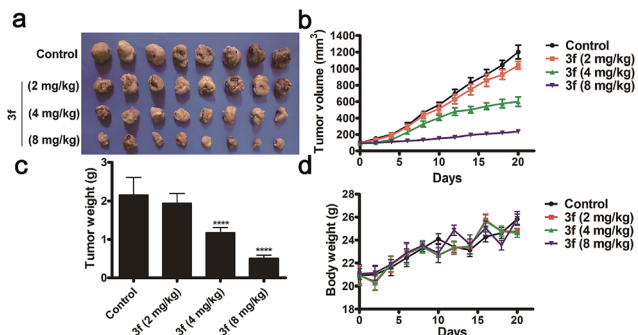 a
Control
3f
(2 mg/kg)
(4 mg/kg)
(8 mg/kg)
b
Tumor volume (mm³)
1400
1200
1000
800
600
400
200
0
5
10
15
20
Days
Control
3f (2 mg/kg)
3f (4 mg/kg)
3f (8 mg/kg)
c
Tumor weight (g)
3
2
1
0
****
****
Control
3f (2 mg/kg)
3f (4 mg/kg)
3f (8 mg/kg)
d
Body weight (g)
28
26
24
22
20
18
0
5
10
15
20
Days
Control
3f (2 mg/kg)
3f (4 mg/kg)
3f (8 mg/kg)